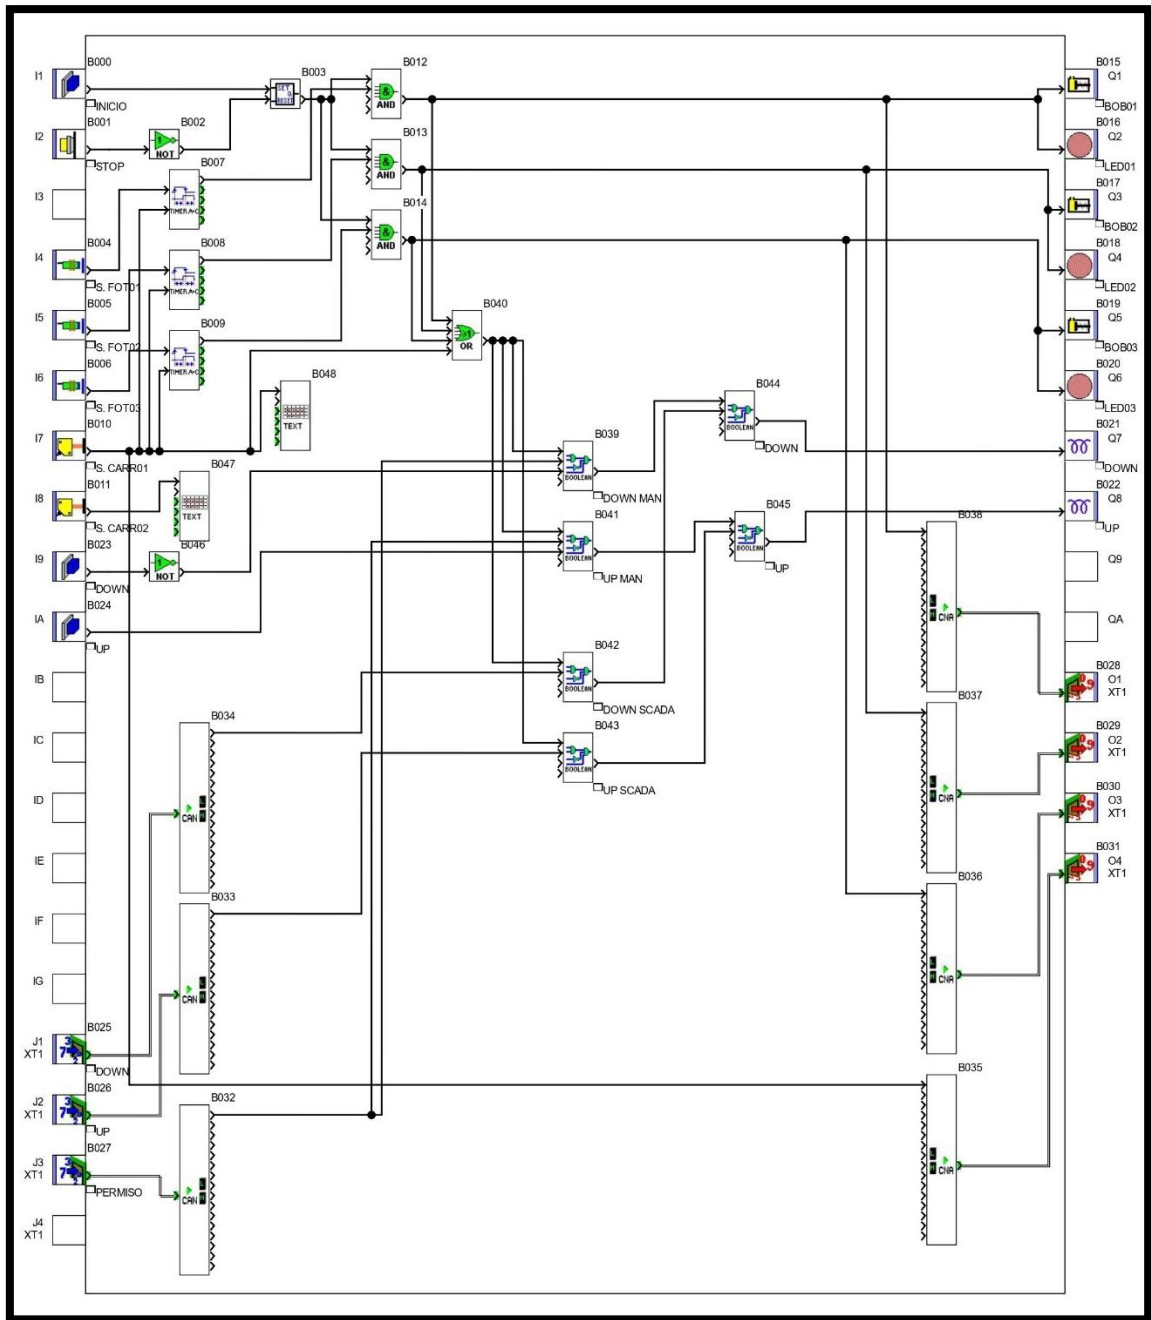 I1
B000
INICIO
I2
B001
STOP
B002
NOT
B003
SET
&
RESET
B012
&
AND
B013
&
AND
B014
&
AND
I3
B007
TIMER A•C
B008
TIMER A•C
B009
TIMER A•C
I4
B004
S. FOT01
I5
B005
S. FOT02
I6
B006
S. FOT03
I7
B010
S. CARR01
I8
B011
S. CARR02
I9
B023
DOWN
IA
B024
UP
IB
IC
ID
IE
IF
IG
J1
XT1
B025
DOWN
J2
XT1
B026
UP
J3
XT1
B027
PERMISO
J4
XT1
B048
TEXT
B047
TEXT
B046
NOT
B040
OR
B039
BOOLEAN
DOWN MAN
B041
BOOLEAN
UP MAN
B042
BOOLEAN
DOWN SCADA
B043
BOOLEAN
UP SCADA
B044
BOOLEAN
DOWN
B045
BOOLEAN
UP
B034
CAN
B033
CAN
B032
CAN
B038
CNA
B037
CNA
B036
CNA
B035
CNA
B015
Q1
BOB01
B016
Q2
LED01
B017
Q3
BOB02
B018
Q4
LED02
B019
Q5
BOB03
B020
Q6
LED03
B021
Q7
DOWN
B022
Q8
UP
Q9
QA
B028
O1
XT1
B029
O2
XT1
B030
O3
XT1
B031
O4
XT1